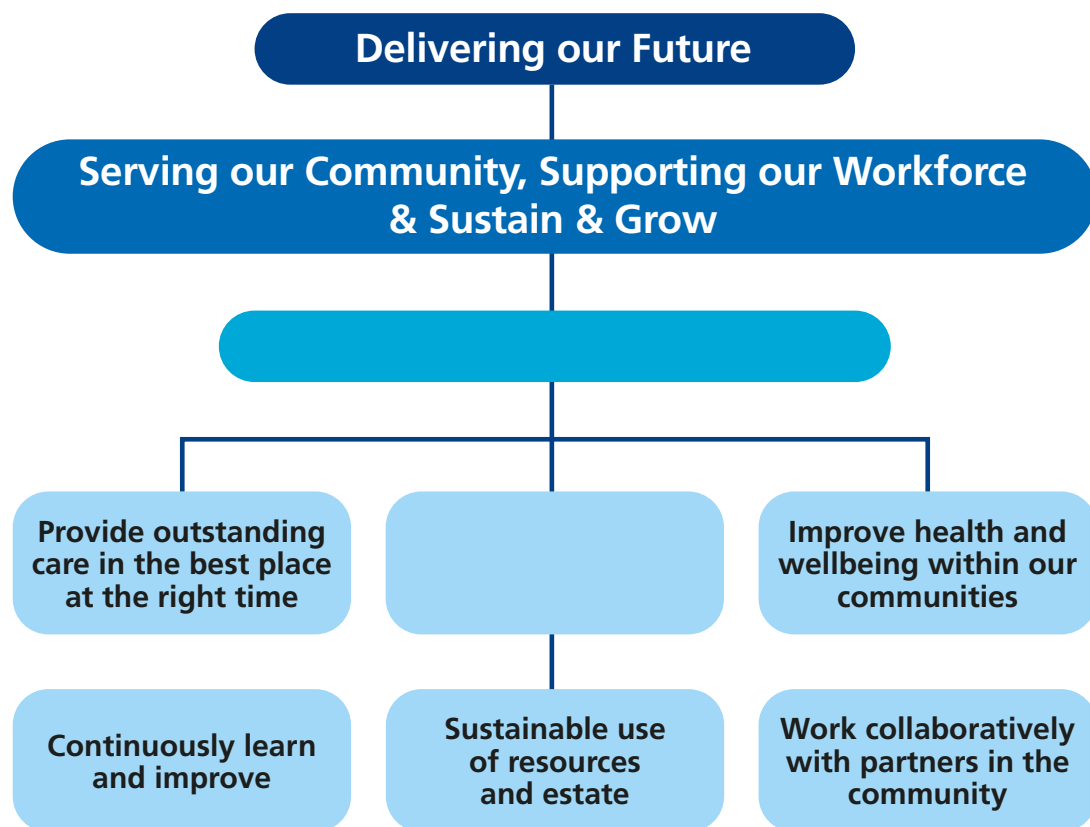 Delivering our Future
Serving our Community, Supporting our Workforce
& Sustain & Grow
Provide outstanding
care in the best place
at the right time
Improve health and
wellbeing within our
communities
Continuously learn
and improve
Sustainable use
of resources
and estate
Work collaboratively
with partners in the
community